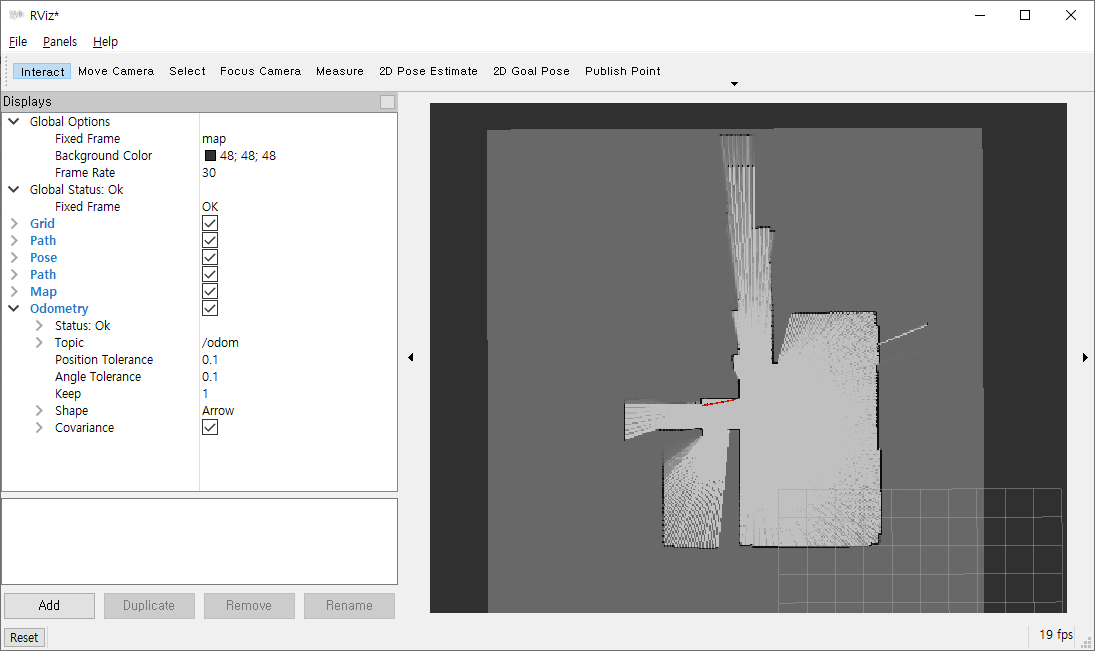 RViz*
File Panels Help
Interact Move Camera Select Focus Camera Measure 2D Pose Estimate 2D Goal Pose Publish Point
Displays
Global Options
Fixed Frame map
Background Color 48; 48; 48
Frame Rate 30
Global Status: Ok
Fixed Frame OK
Grid
Path
Pose
Path
Map
Odometry
Status: Ok
Topic /odom
Position Tolerance 0.1
Angle Tolerance 0.1
Keep 1
Shape Arrow
Covariance
Add Duplicate Remove Rename
Reset 19 fps